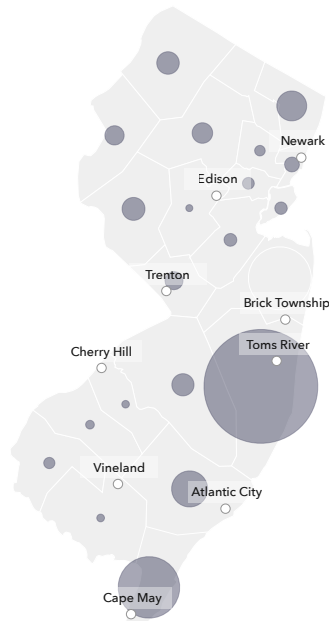 Newark
Edison
Trenton
Brick Township
Toms River
Cherry Hill
Vineland
Atlantic City
Cape May